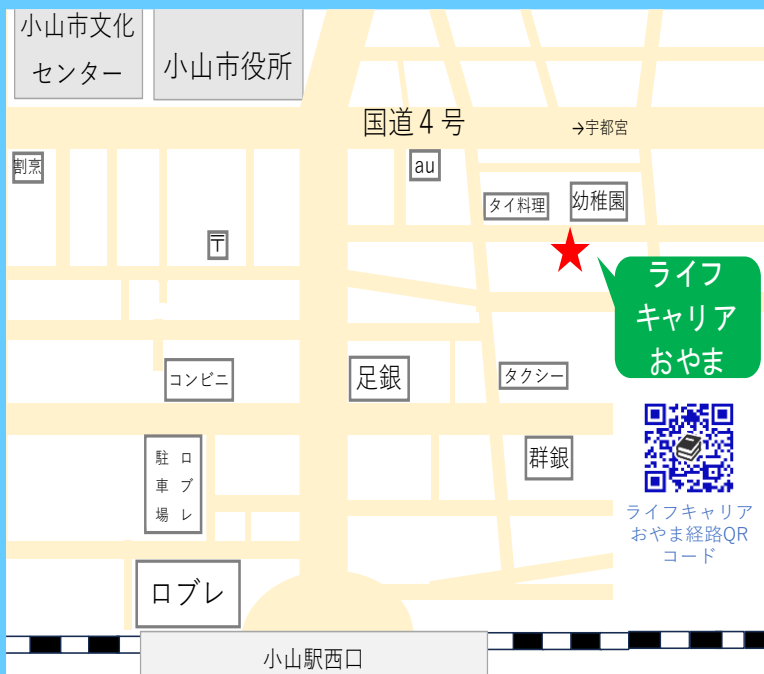 小山市文化
センター
小山市役所
国道4号
→宇都宮
割烹
au
タイ料理
幼稚園
〒
ライフ
キャリア
おやま
コンビニ
足銀
タクシー
ロブレ
駐車場
群銀
ライフキャリア
おやま経路QR
コード
ロブレ
小山駅西口